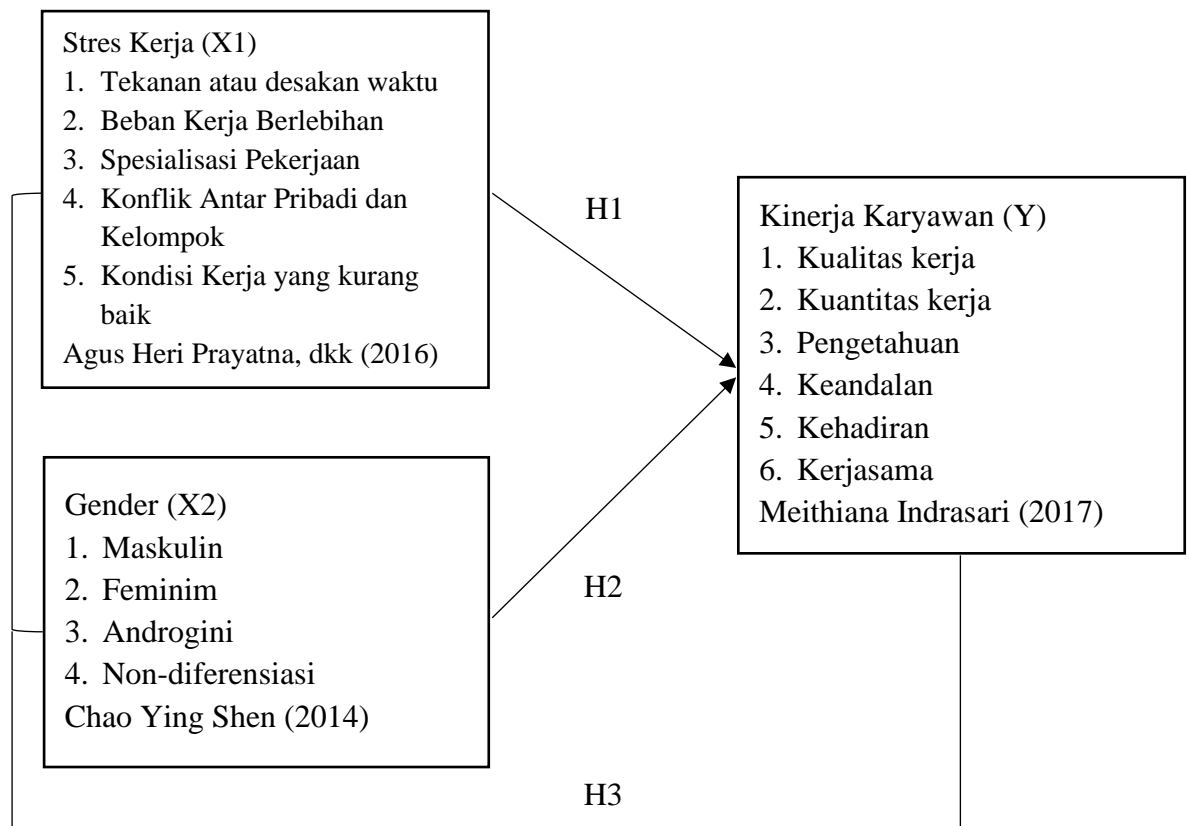 Stres Kerja (X1)
1. Tekanan atau desakan waktu
2. Beban Kerja Berlebihan
3. Spesialisasi Pekerjaan
4. Konflik Antar Pribadi dan
Kelompok
5. Kondisi Kerja yang kurang
baik
Agus Heri Prayatna, dkk (2016)
H1
Kinerja Karyawan (Y)
1. Kualitas kerja
2. Kuantitas kerja
3. Pengetahuan
4. Keandalan
5. Kehadiran
6. Kerjasama
Meithiana Indrasari (2017)
Gender (X2)
1. Maskulin
2. Feminim
3. Androgini
4. Non-diferensiasi
Chao Ying Shen (2014)
H2
H3